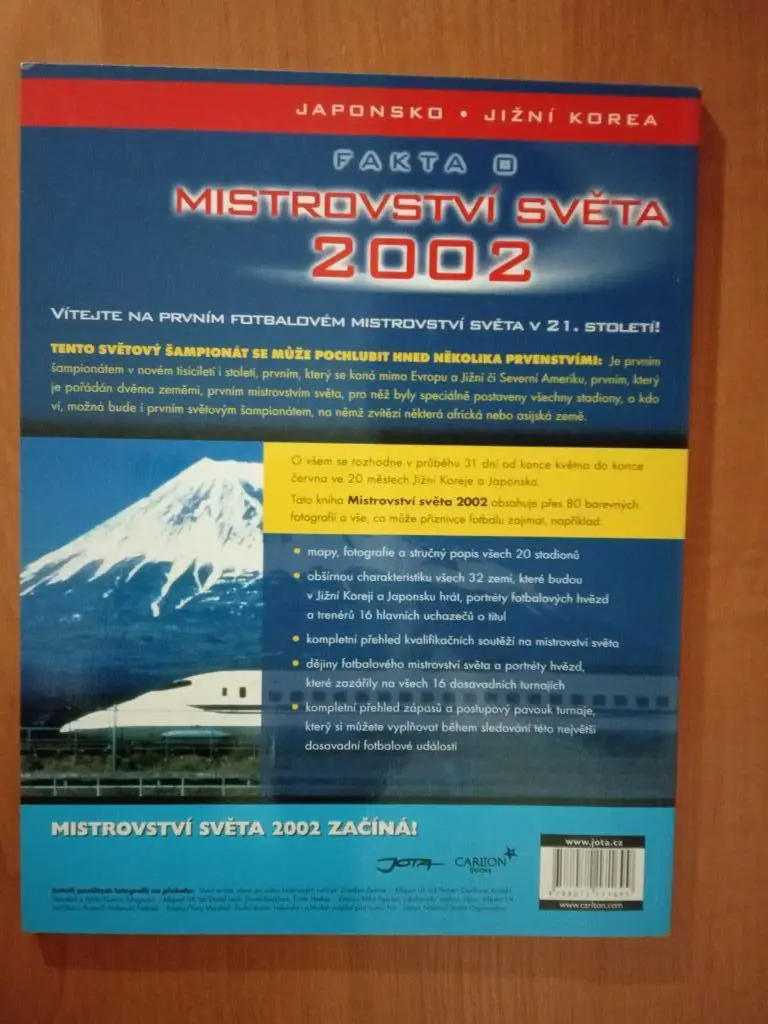 JAPONSKO • JIŽNÍ KOREA
FAKTA O
MISTROVSTVÍ SVĚTA
2002
VÍTEJTE NA PRVNÍM FOTBALOVÉM MISTROVSTVÍ SVĚTA V 21. STOLETÍ!
TENTO SVĚTOVÝ ŠAMPIONÁT SE MŮŽE POCHLUBIT HNED NĚKOLIKA PRVENSTVÍMI: Je prvním
šampionátem v novém tisíciletí i století, prvním, který se koná mimo Evropu a Jižní či Severní Ameriku, prvním, který
je pořádán dvěma zeměmi, prvním mistrovstvím světa, pro něž byly speciálně postaveny všechny stadiony, a kdo
ví, možná bude i prvním světovým šampionátem, na němž zvítězí některá africká nebo asijská země.
O všem se rozhodne v průběhu 31 dní od konce května do konce
června ve 20 městech Jižní Koreje a Japonska.
Tato kniha Mistrovství světa 2002 obsahuje přes 80 barevných
fotografií a vše, co může příznivce fotbalu zajímat, například:
• mapy, fotografie a stručný popis všech 20 stadionů
• obšírnou charakteristiku všech 32 zemí, které budou
v Jižní Koreji a Japonsku hrát, portréty fotbalových hvězd
a trenérů 16 hlavních uchazečů o titul
• kompletní přehled kvalifikačních soutěží na mistrovství světa
• dějiny fotbalového mistrovství světa a portréty hvězd,
které zazářily na všech 16 dosavadních turnajích
• kompletní přehled zápasů a postupový pavouk turnaje,
který si můžete vyplňovat během sledování této největší
dosavadní fotbalové události
MISTROVSTVÍ SVĚTA 2002 ZAČÍNÁ!
JOTA
CARLTON
BOOKS
www.jota.cz
www.carlton.com
Autoři použitých fotografií na přebalu: